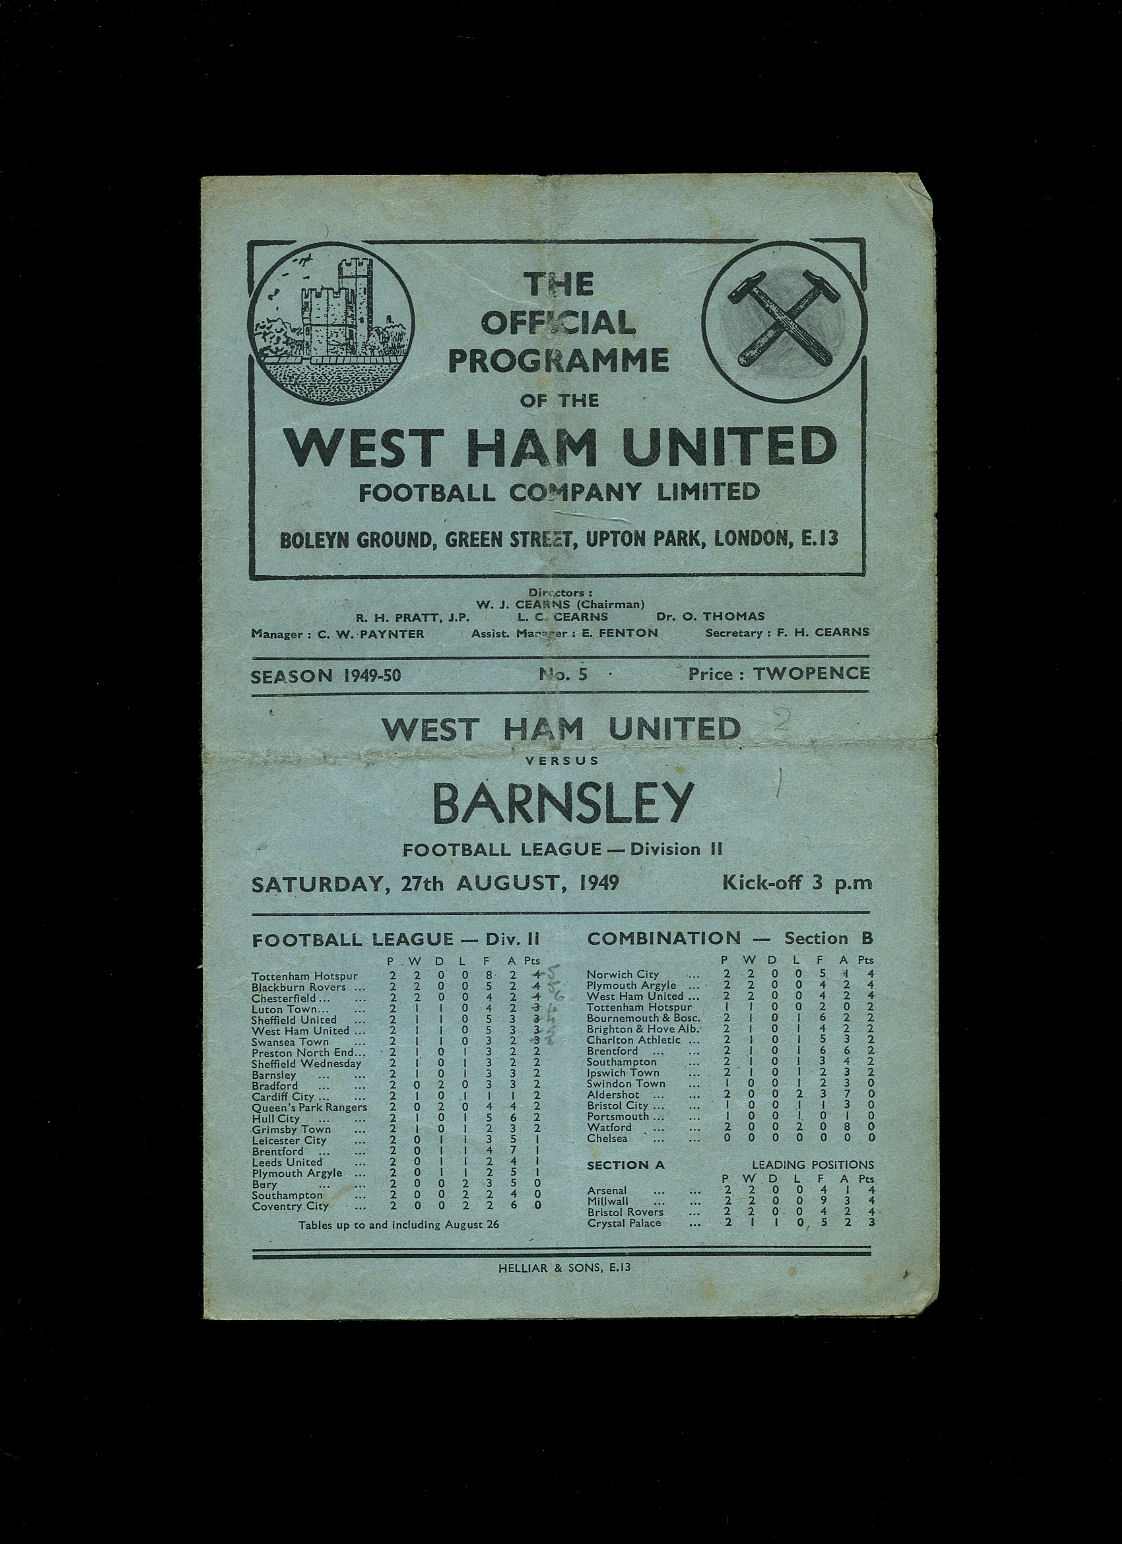 THE
OFFICIAL
PROGRAMME
OF THE
WEST HAM UNITED
FOOTBALL COMPANY LIMITED
BOLEYN GROUND, GREEN STREET, UPTON PARK, LONDON, E.13
Directors :
W. J. CEARNS (Chairman)
R. H. PRATT, J.P. L. C. CEARNS Dr. O. THOMAS
Manager : C. W. PAYNTER Assist. Manager : E. FENTON Secretary : F. H. CEARNS
SEASON 1949-50 No. 5 Price : TWOPENCE
WEST HAM UNITED 2
VERSUS
BARNSLEY 1
FOOTBALL LEAGUE — Division II
SATURDAY, 27th AUGUST, 1949 Kick-off 3 p.m
FOOTBALL LEAGUE — Div. II
P W D L F A Pts
Tottenham Hotspur 2 2 0 0 8 2 4
Blackburn Rovers ... 2 2 0 0 5 2 4
Chesterfield ... ... 2 2 0 0 4 2 4
Luton Town... ... 2 1 1 0 4 2 3
Sheffield United ... 2 1 1 0 5 3 3
West Ham United ... 2 1 1 0 5 3 3
Swansea Town ... 2 1 1 0 3 2 3
Preston North End... 2 1 0 1 3 2 2
Sheffield Wednesday 2 1 0 1 3 2 2
Barnsley ... ... 2 1 0 1 3 3 2
Bradford ... ... 2 0 2 0 3 3 2
Cardiff City ... ... 2 1 0 1 1 1 2
Queen's Park Rangers 2 0 2 0 4 4 2
Hull City ... ... 2 1 0 1 5 6 2
Grimsby Town ... 2 1 0 1 2 3 2
Leicester City ... 2 0 1 1 3 5 1
Brentford ... ... 2 0 1 1 4 7 1
Leeds United ... 2 0 1 1 2 4 1
Plymouth Argyle ... 2 0 1 1 2 5 1
Bury ... ... 2 0 0 2 3 5 0
Southampton ... 2 0 0 2 2 4 0
Coventry City ... 2 0 0 2 2 6 0
Tables up to and including August 26
COMBINATION — Section B
P W D L F A Pts
Norwich City ... 2 2 0 0 5 1 4
Plymouth Argyle ... 2 2 0 0 4 2 4
West Ham United ... 2 2 0 0 4 2 4
Tottenham Hotspur 1 1 0 0 2 0 2
Bournemouth & Bosc. 2 1 0 1 6 2 2
Brighton & Hove Alb. 2 1 0 1 4 2 2
Charlton Athletic ... 2 1 0 1 5 3 2
Brentford ... ... 2 1 0 1 6 6 2
Southampton ... 2 1 0 1 3 4 2
Ipswich Town ... 2 1 0 1 2 3 2
Swindon Town ... 1 0 0 1 2 3 0
Aldershot ... ... 2 0 0 2 3 7 0
Bristol City ... ... 1 0 0 1 1 3 0
Portsmouth ... ... 1 0 0 1 0 1 0
Watford ... ... 2 0 0 2 0 8 0
Chelsea ... ... 0 0 0 0 0 0 0
SECTION A LEADING POSITIONS
P W D L F A Pts
Arsenal ... ... 2 2 0 0 4 1 4
Millwall ... ... 2 2 0 0 9 3 4
Bristol Rovers ... 2 2 0 0 4 2 4
Crystal Palace ... 2 1 1 0 5 2 3
HELLIAR & SONS, E.13